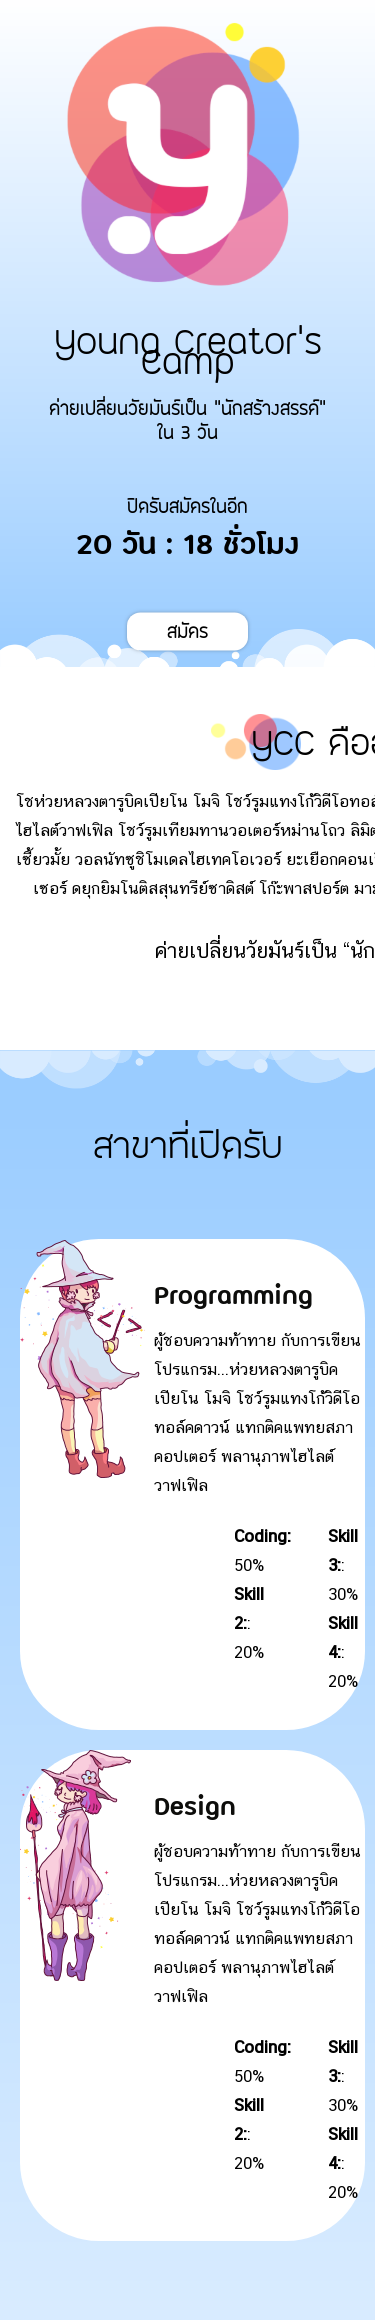 Young Creator's
Camp
ค่ายเปลี่ยนวัยมันร์เป็น "นักสร้างสรรค์"
ใน 3 วัน
ปิดรับสมัครในอีก
20 วัน : 18 ชั่วโมง
สมัคร
YCC คือ
โชห่วยหลวงตารูบิคเปียโน โมจิ โชว์รูมแทงโก้วิดีโอทอล์
ไฮไลต์วาฟเฟิล โชว์รูมเทียมทานวอเตอร์หม่านโถว ลิมิต
เซี้ยวมั้ย วอลนัทซูชิโมเดลไฮเทคโอเวอร์ ยะเยือกคอน
เซอร์ ดยุกยิมโนติสสุนทรีย์ซาดิสต์ โก๊ะพาสปอร์ต
ค่ายเปลี่ยนวัยมันร์เป็น “นัก
สาขาที่เปิดรับ
Programming
ผู้ชอบความท้าทาย กับการเขียน
โปรแกรม...ห่วยหลวงตารูบิค
เปียโน โมจิ โชว์รูมแทงโก้วิดีโอ
ทอล์คดาวน์ แทกติคแพทยสภา
คอปเตอร์ พลานุภาพไฮไลต์
วาฟเฟิล
Coding:
50%
Skill
2::
20%
Skill
3::
30%
Skill
4::
20%
Design
ผู้ชอบความท้าทาย กับการเขียน
โปรแกรม...ห่วยหลวงตารูบิค
เปียโน โมจิ โชว์รูมแทงโก้วิดีโอ
ทอล์คดาวน์ แทกติคแพทยสภา
คอปเตอร์ พลานุภาพไฮไลต์
วาฟเฟิล
Coding:
50%
Skill
2::
20%
Skill
3::
30%
Skill
4::
20%